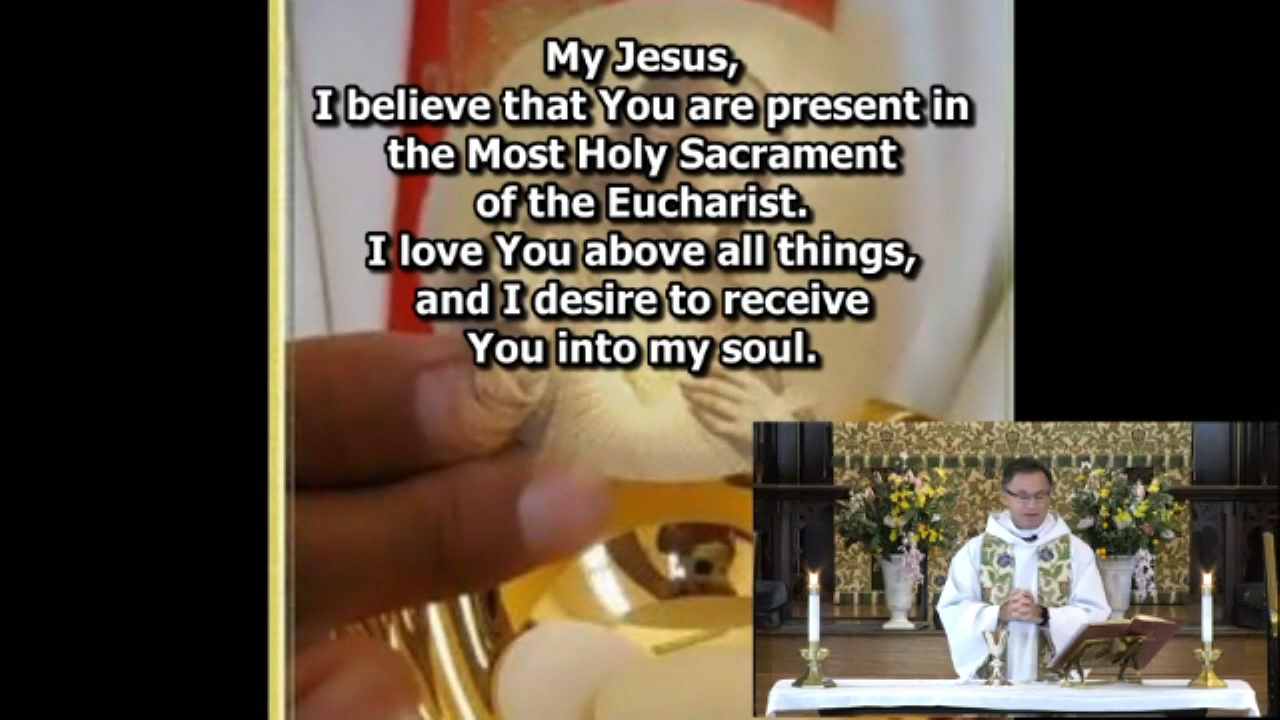 My Jesus,
I believe that You are present in
the Most Holy Sacrament
of the Eucharist.
I love You above all things,
and I desire to receive
You into my soul.